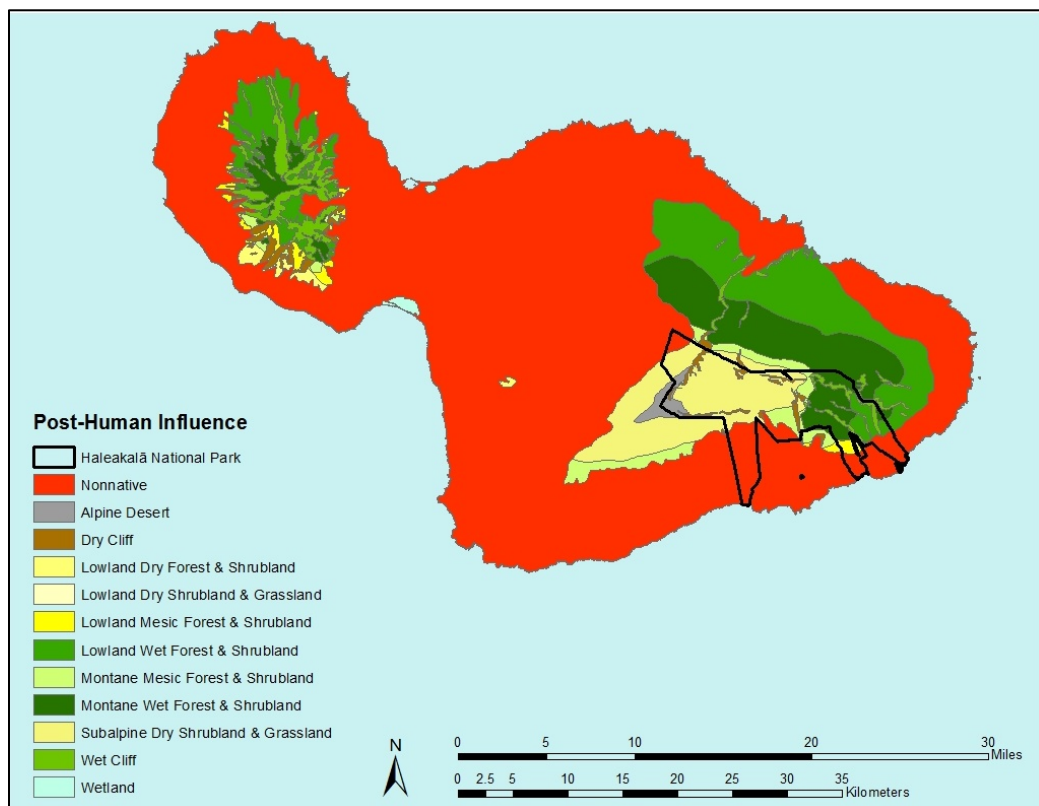 Post-Human Influence
Haleakalā National Park
Nonnative
Alpine Desert
Dry Cliff
Lowland Dry Forest & Shrubland
Lowland Dry Shrubland & Grassland
Lowland Mesic Forest & Shrubland
Lowland Wet Forest & Shrubland
Montane Mesic Forest & Shrubland
Montane Wet Forest & Shrubland
Subalpine Dry Shrubland & Grassland
Wet Cliff
Wetland
N
0 5 10 20 30
Miles
0 2.5 5 10 15 20 25 30 35
Kilometers